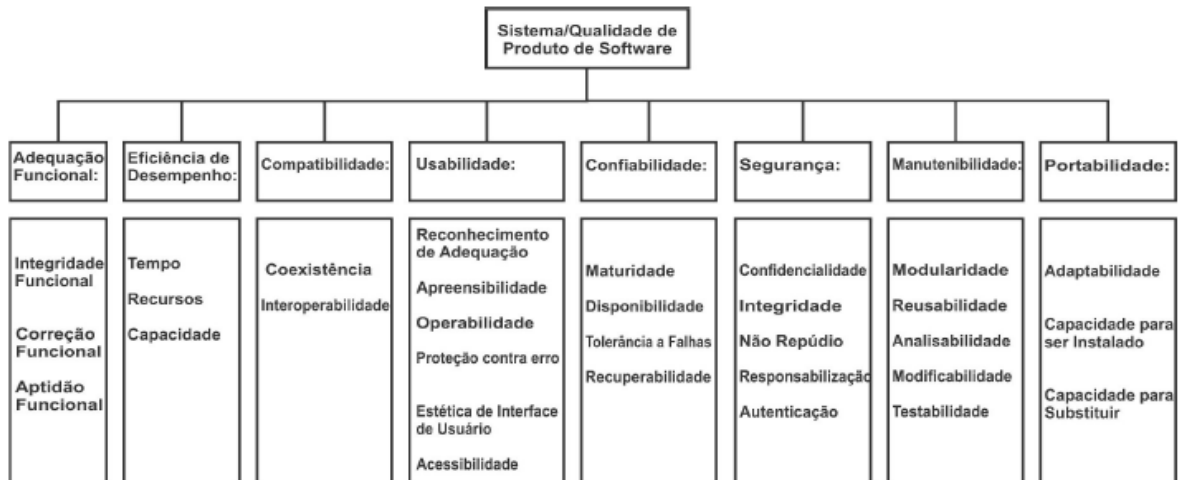 Sistema/Qualidade de
Produto de Software
Adequação
Funcional:
Eficiência de
Desempenho:
Compatibilidade:
Usabilidade:
Confiabilidade:
Segurança:
Manutenibilidade:
Portabilidade:
Integridade
Funcional
Correção
Funcional
Aptidão
Funcional
Tempo
Recursos
Capacidade
Coexistência
Interoperabilidade
Reconhecimento
de Adequação
Apreensibilidade
Operabilidade
Proteção contra erro
Estética de Interface
de Usuário
Acessibilidade
Maturidade
Disponibilidade
Tolerância a Falhas
Recuperabilidade
Confidencialidade
Integridade
Não Repúdio
Responsabilização
Autenticação
Modularidade
Reusabilidade
Analisabilidade
Modificabilidade
Testabilidade
Adaptabilidade
Capacidade para
ser Instalado
Capacidade para
Substituir